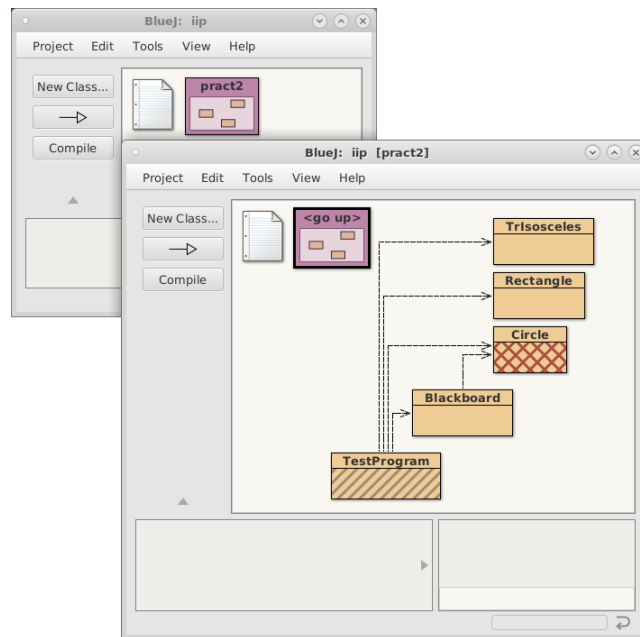 BlueJ: iip
Project Edit Tools View Help
New Class...
Compile
pract2
BlueJ: iip [pract2]
Project Edit Tools View Help
New Class...
Compile
<go up>
TrIsosceles
Rectangle
Circle
Blackboard
TestProgram